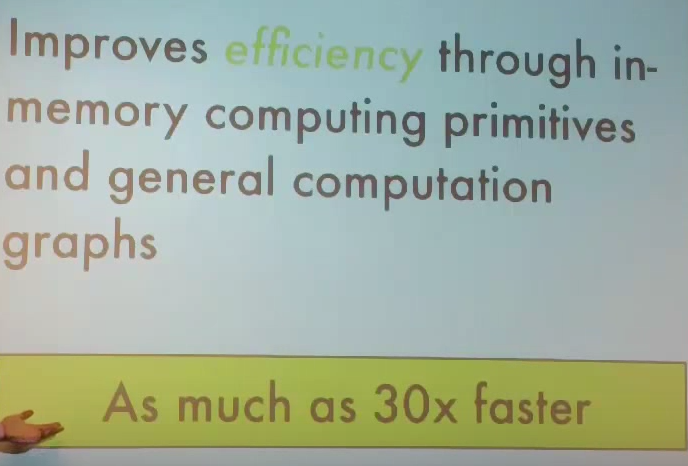 Improves efficiency through in-
memory computing primitives
and general computation
graphs
As much as 30x faster